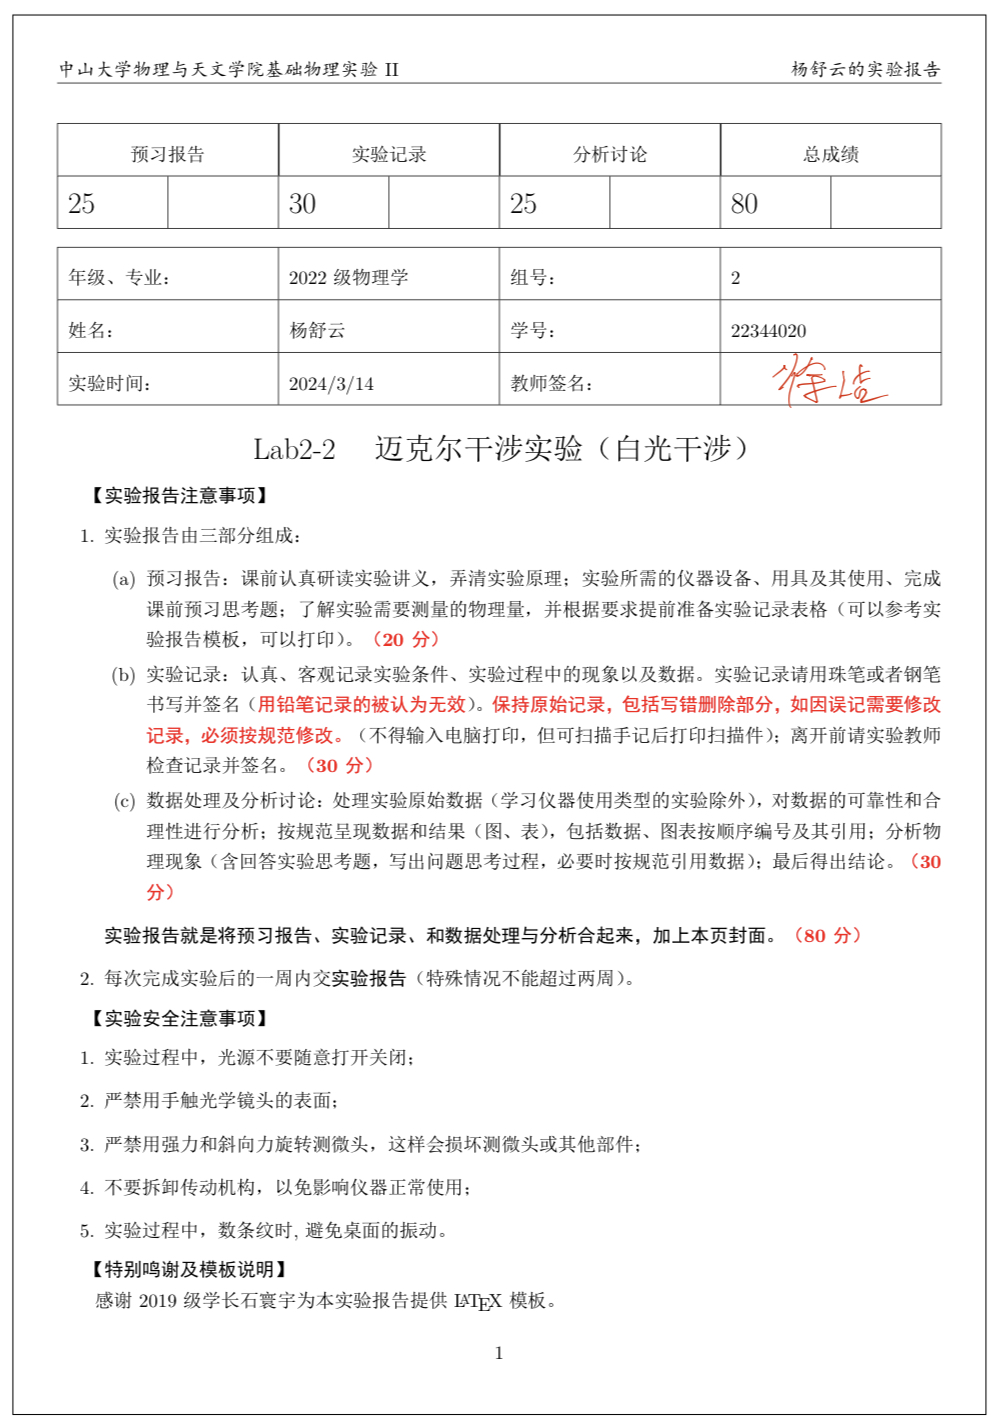 中山大学物理与天文学院基础物理实验 II 杨舒云的实验报告
预习报告 实验记录 分析讨论 总成绩
25 30 25 80
年级、专业： 2022 级物理学 组号： 2
姓名： 杨舒云 学号： 22344020
实验时间： 2024/3/14 教师签名：
Lab2-2 迈克尔干涉实验（白光干涉）
【实验报告注意事项】
1. 实验报告由三部分组成：
(a) 预习报告：课前认真研读实验讲义，弄清实验原理；实验所需的仪器设备、用具及其使用、完成
课前预习思考题；了解实验需要测量的物理量，并根据要求提前准备实验记录表格（可以参考实
验报告模板，可以打印）。（20 分）
(b) 实验记录：认真、客观记录实验条件、实验过程中的现象以及数据。实验记录请用珠笔或者钢笔
书写并签名（用铅笔记录的被认为无效）。保持原始记录，包括写错删除部分，如因误记需要修改
记录，必须按规范修改。（不得输入电脑打印，但可扫描手记后打印扫描件）；离开前请实验教师
检查记录并签名。（30 分）
(c) 数据处理及分析讨论：处理实验原始数据（学习仪器使用类型的实验除外），对数据的可靠性和合
理性进行分析；按规范呈现数据和结果（图、表），包括数据、图表按顺序编号及其引用；分析物
理现象（含回答实验思考题，写出问题思考过程，必要时按规范引用数据）；最后得出结论。（30
分）
实验报告就是将预习报告、实验记录、和数据处理与分析合起来，加上本页封面。（80 分）
2. 每次完成实验后的一周内交实验报告（特殊情况不能超过两周）。
【实验安全注意事项】
1. 实验过程中，光源不要随意打开关闭；
2. 严禁用手触光学镜头的表面；
3. 严禁用强力和斜向力旋转测微头，这样会损坏测微头或其他部件；
4. 不要拆卸传动机构，以免影响仪器正常使用；
5. 实验过程中，数条纹时, 避免桌面的振动。
【特别鸣谢及模板说明】
感谢 2019 级学长石寰宇为本实验报告提供 LATEX 模板。
1